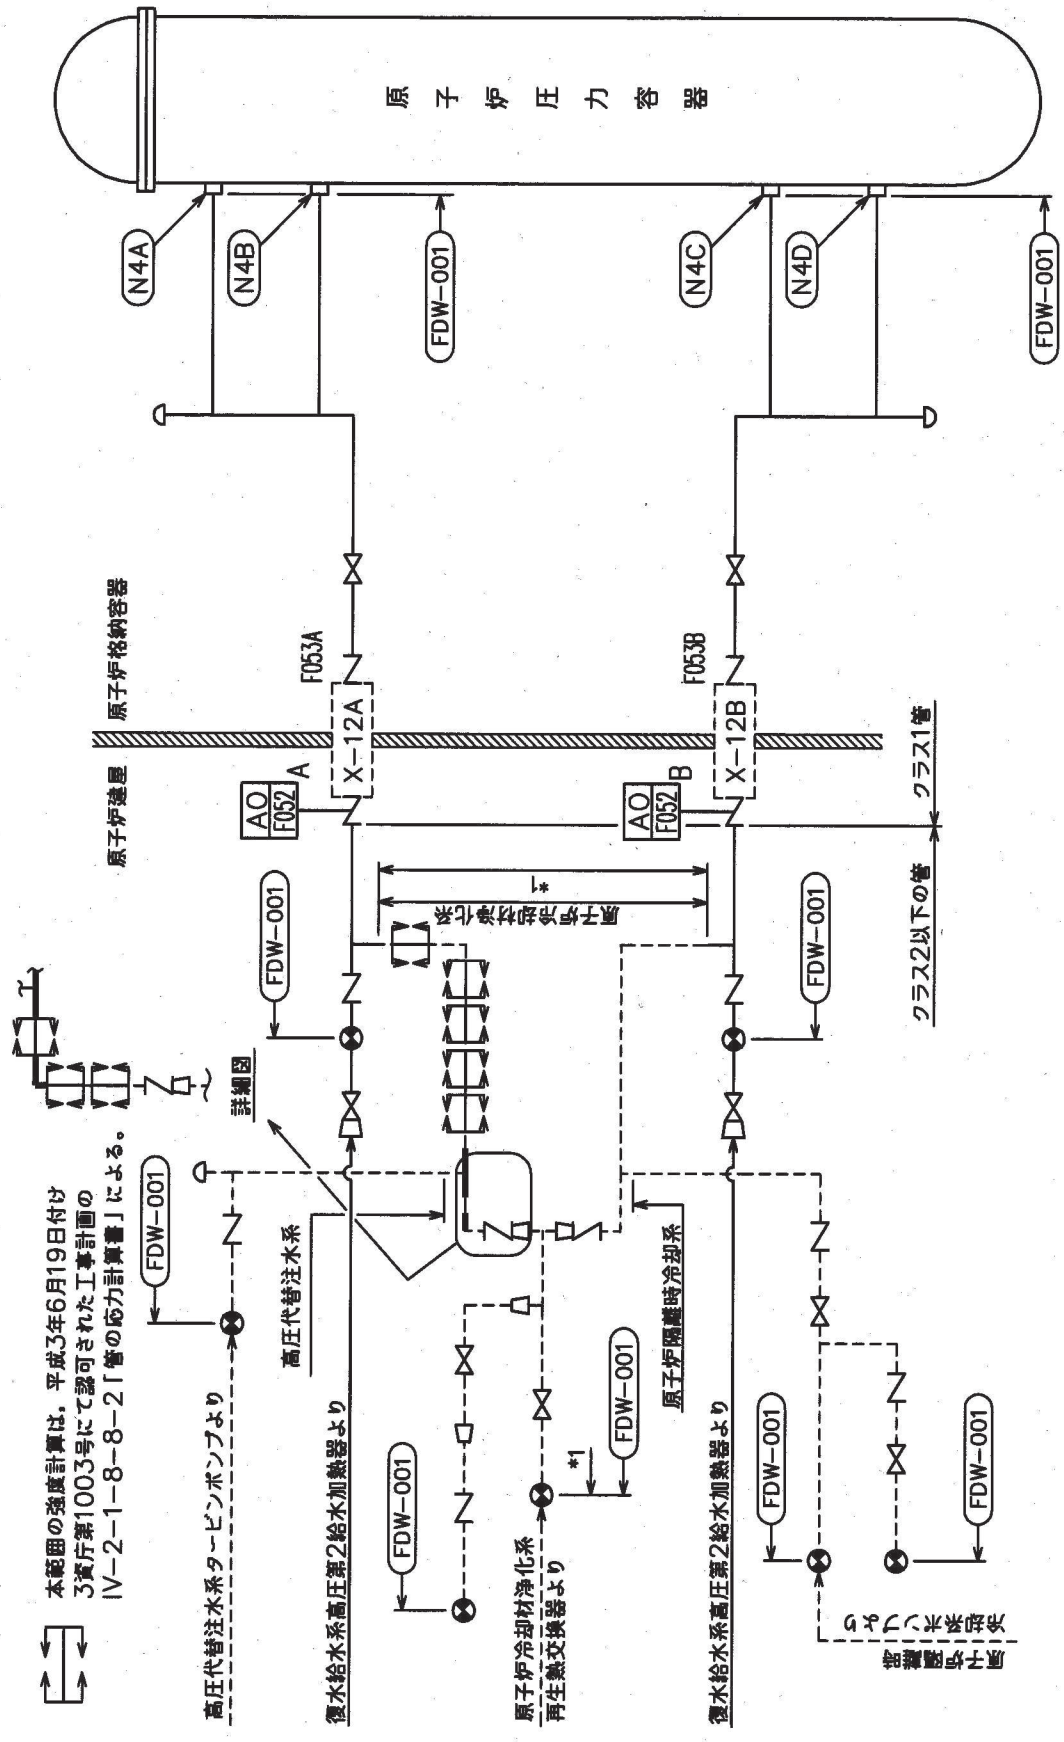 本範囲の強度計算は，平成3年6月19日付け
3資庁第1003号にて認可された工事計画の
IV-2-1-8-8-2「管の応力計算書」による。
詳細図
原子炉建屋
原子炉格納容器
原子炉圧力容器
高圧代替注水系タービンポンプより
FDW-001
復水給水系高圧第2給水加熱器より
FDW-001
AO
F052
A
X-12A
F053A
N4A
N4B
FDW-001
高圧代替注水系
原子炉冷却材浄化系
*1
FDW-001
原子炉冷却材浄化系
再生熱交換器より
*1
FDW-001
原子炉隔離時冷却系
復水給水系高圧第2給水加熱器より
FDW-001
AO
F052
B
X-12B
F053B
N4C
N4D
FDW-001
FDW-001
FDW-001
原子炉隔離時
冷却系ポンプより
クラス2以下の管
クラス1管